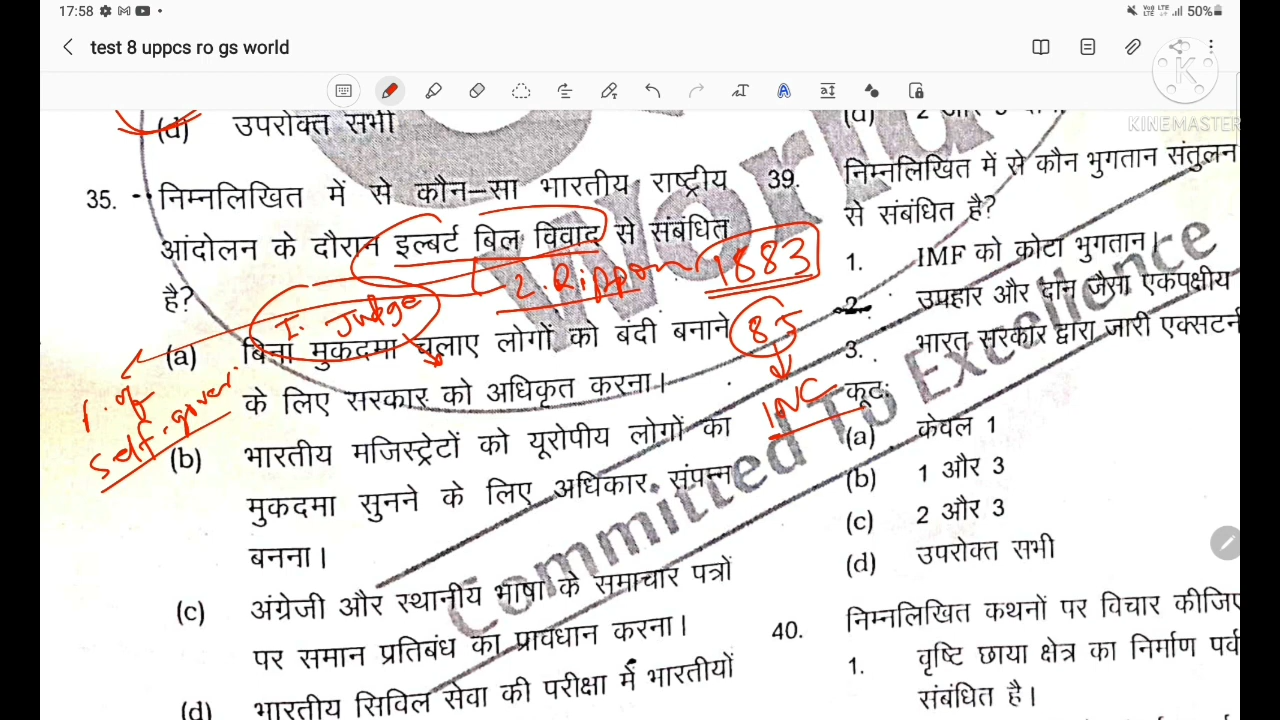 17:58
50%
test 8 uppcs ro gs world
KINEMASTER
(d) उपरोक्त सभी
35. निम्नलिखित में से कौन-सा भारतीय राष्ट्रीय
आंदोलन के दौरान इल्बर्ट बिल विवाद से संबंधित
है?
L. Rippon 1883
I. Judge
85
INC
f. of
self. gover.
(a) बिना मुकदमा चलाए लोगों को बंदी बनाने
के लिए सरकार को अधिकृत करना।
(b) भारतीय मजिस्ट्रेटों को यूरोपीय लोगों का
मुकदमा सुनने के लिए अधिकार संपन्न
बनना।
(c) अंग्रेजी और स्थानीय भाषा के समाचार पत्रों
पर समान प्रतिबंध का प्रावधान करना।
(d) भारतीय सिविल सेवा की परीक्षा में भारतीयों
39. निम्नलिखित में से कौन भुगतान संतुलन
से संबंधित है?
1. IMF को कोटा भुगतान।
2. उपहार और दान जैसा एकपक्षीय
3. भारत सरकार द्वारा जारी एक्सटर्न
कूट:
(a) केवल 1
(b) 1 और 3
(c) 2 और 3
(d) उपरोक्त सभी
40. निम्नलिखित कथनों पर विचार कीजिए
1. वृष्टि छाया क्षेत्र का निर्माण पर्व
संबंधित है।
World
Committed To Excellence